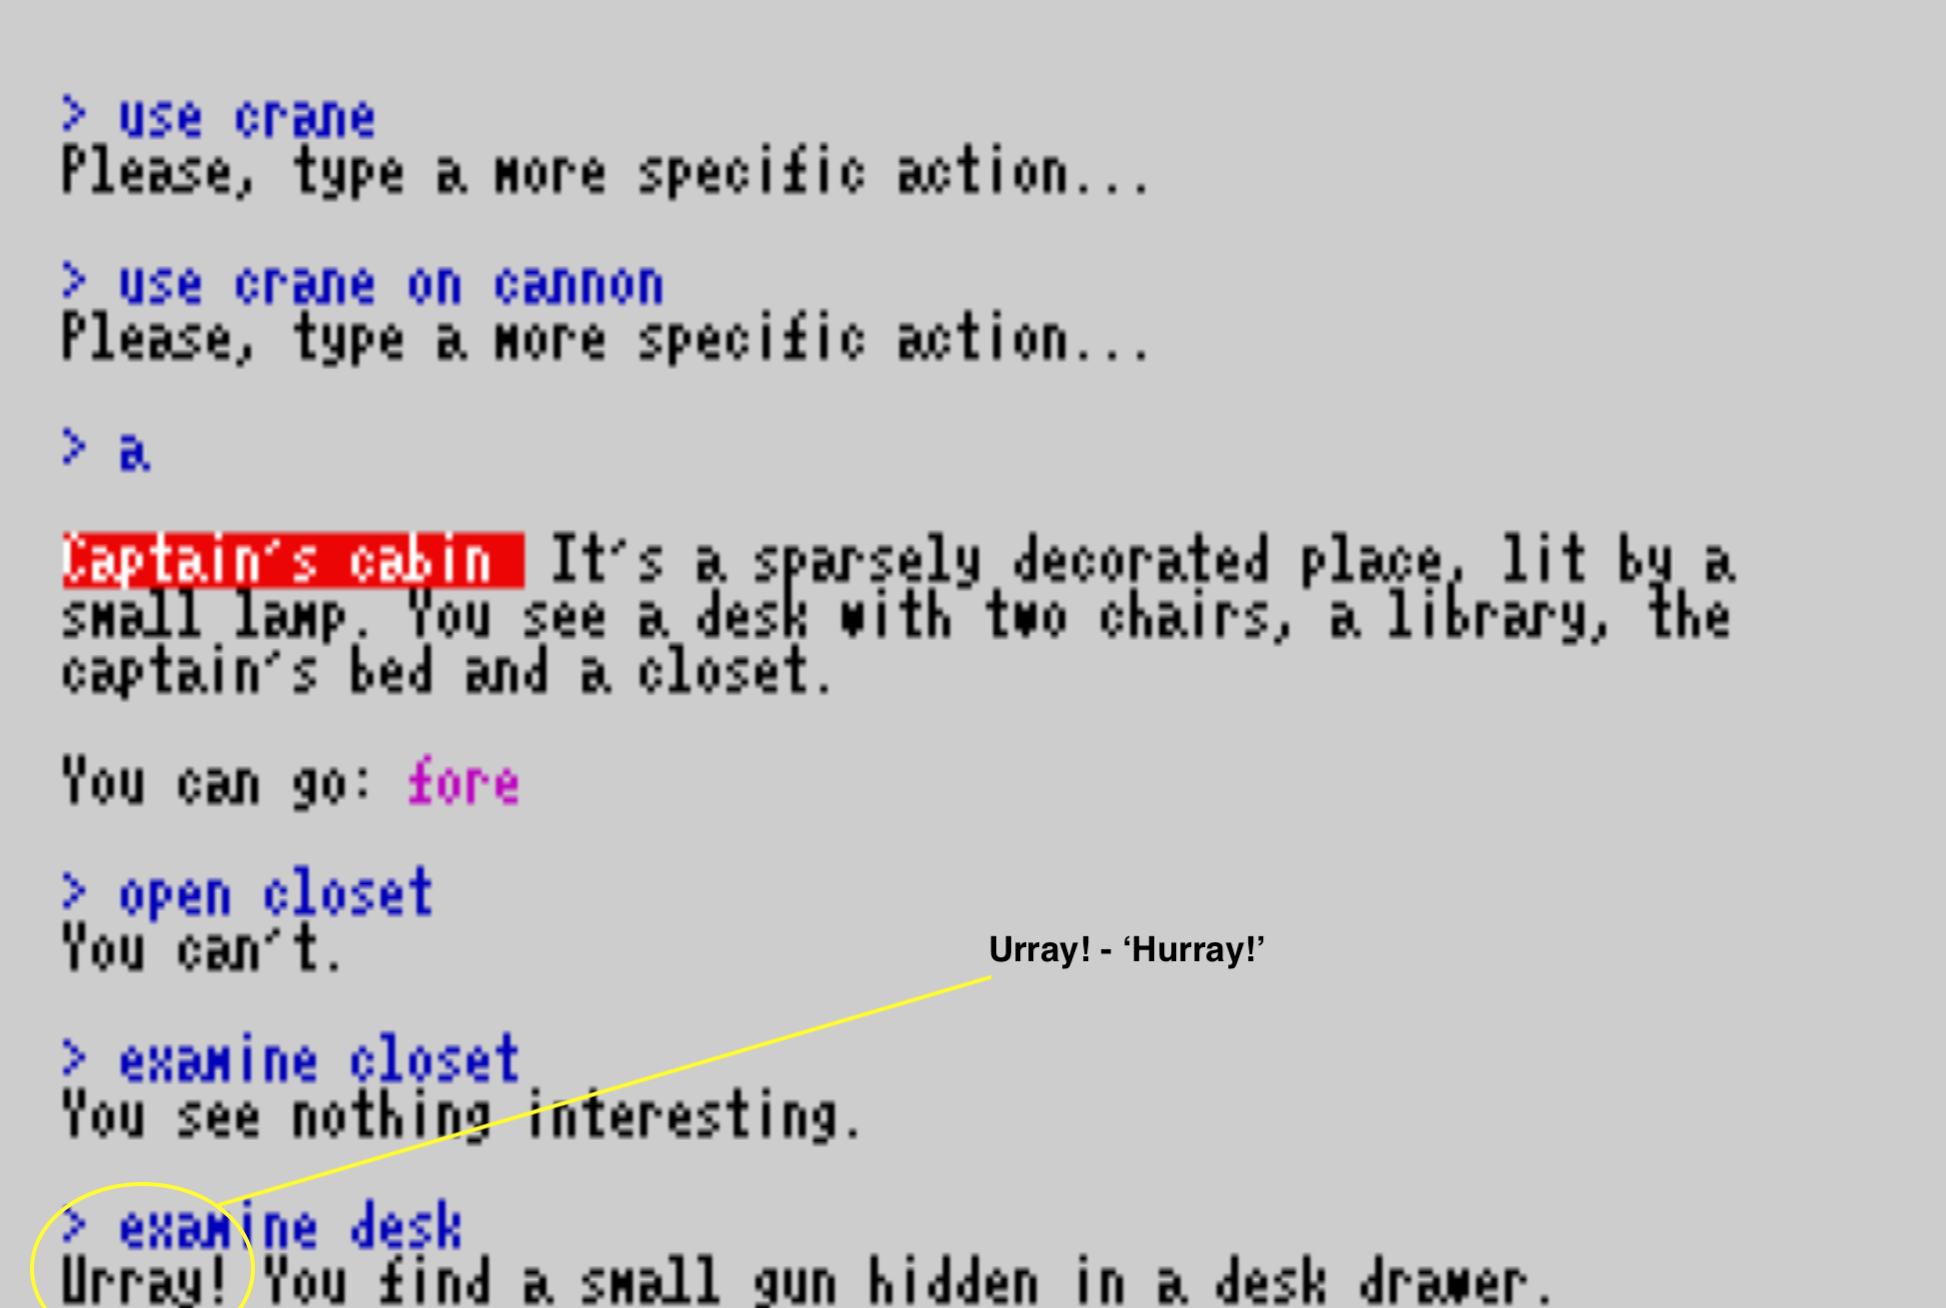 > use crane
Please, type a more specific action...
> use crane on cannon
Please, type a more specific action...
> a
Captain's cabin It's a sparsely decorated place, lit by a
small lamp. You see a desk with two chairs, a library, the
captain's bed and a closet.
You can go: fore
> open closet
You can't.
Urray! - ‘Hurray!’
> examine closet
You see nothing interesting.
> examine desk
Urray! You find a small gun hidden in a desk drawer.